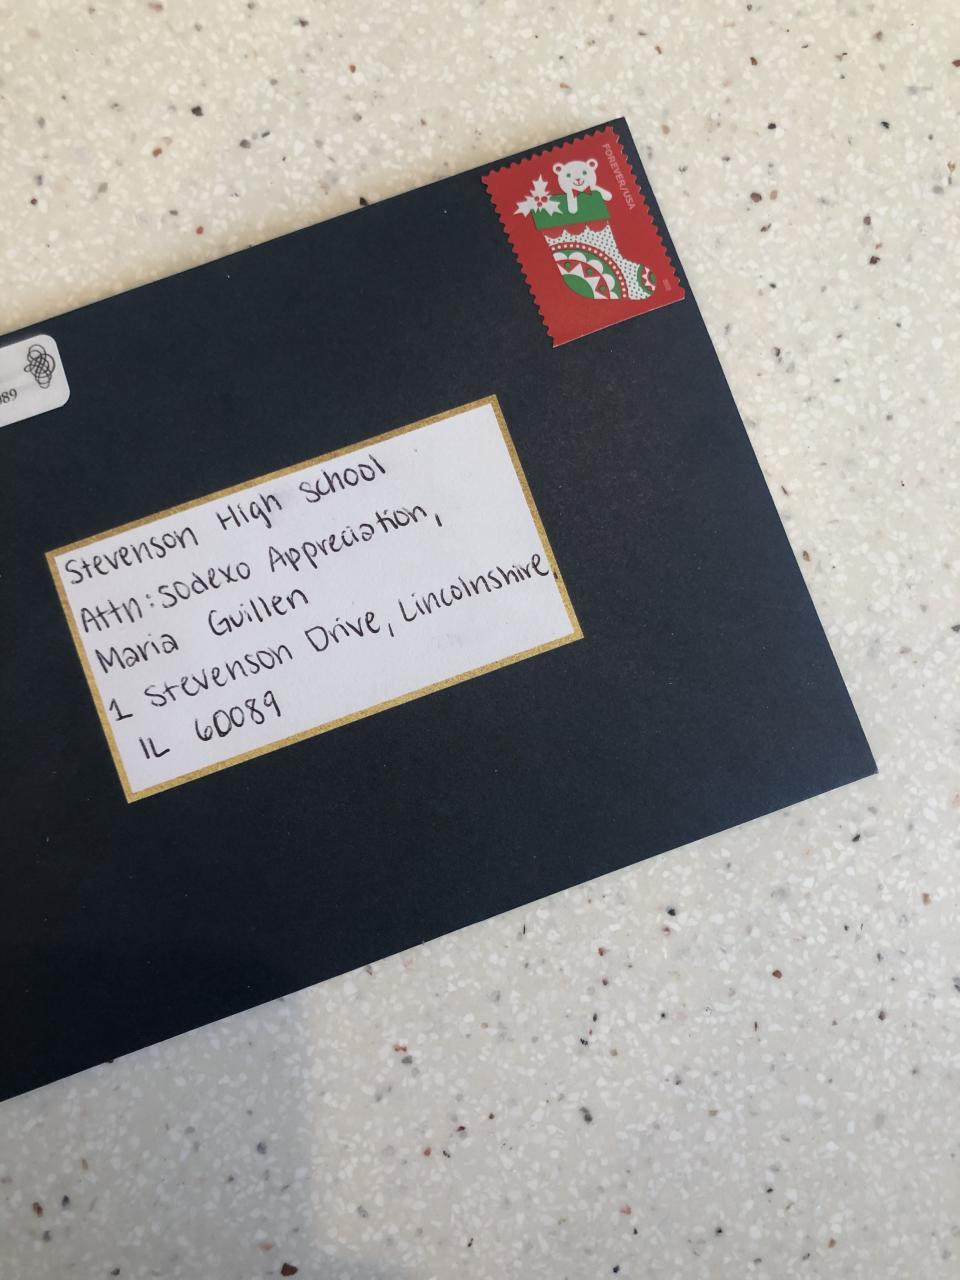 FOREVER/USA
Stevenson High School
Attn: Sodexo Appreciation,
Maria Guillen
1 Stevenson Drive, Lincolnshire,
IL 60089